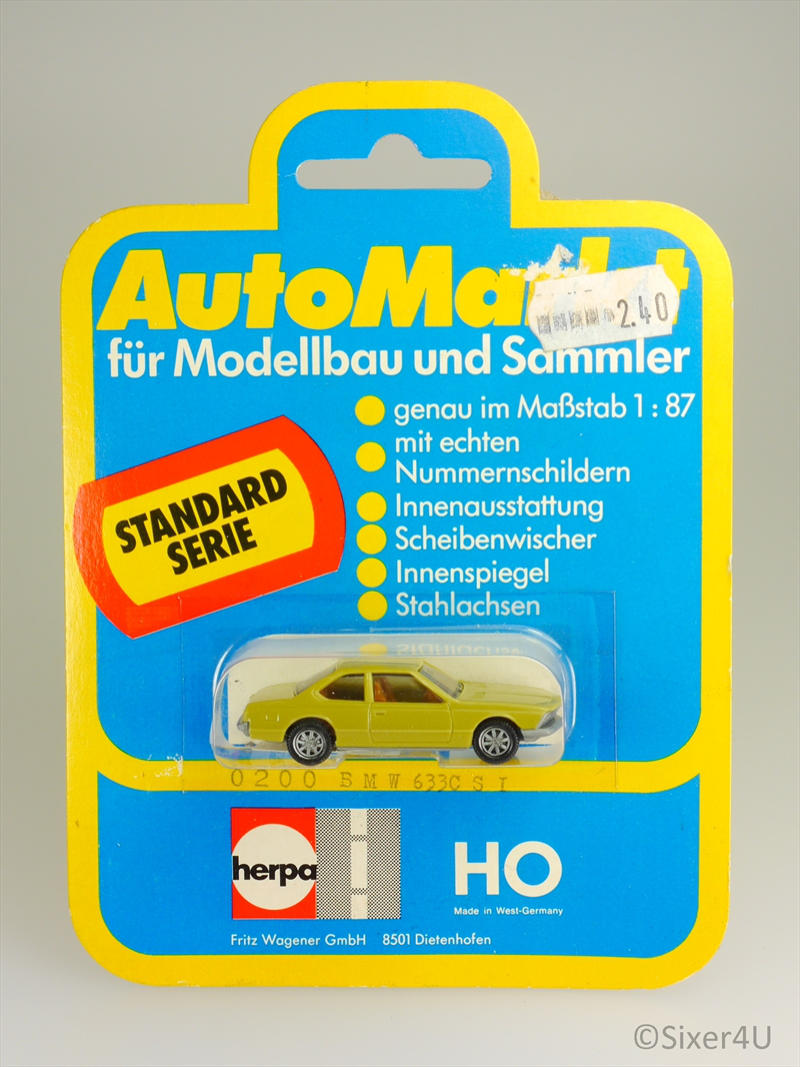 AutoMarkt
für Modellbau und Sammler
genau im Maßstab 1:87
mit echten
Nummernschildern
Innenausstattung
Scheibenwischer
Innenspiegel
Stahlachsen
STANDARD
SERIE
2.40
0200 BMW 633CSI
herpa
HO
Made in West-Germany
Fritz Wagener GmbH 8501 Dietenhofen
©Sixer4U